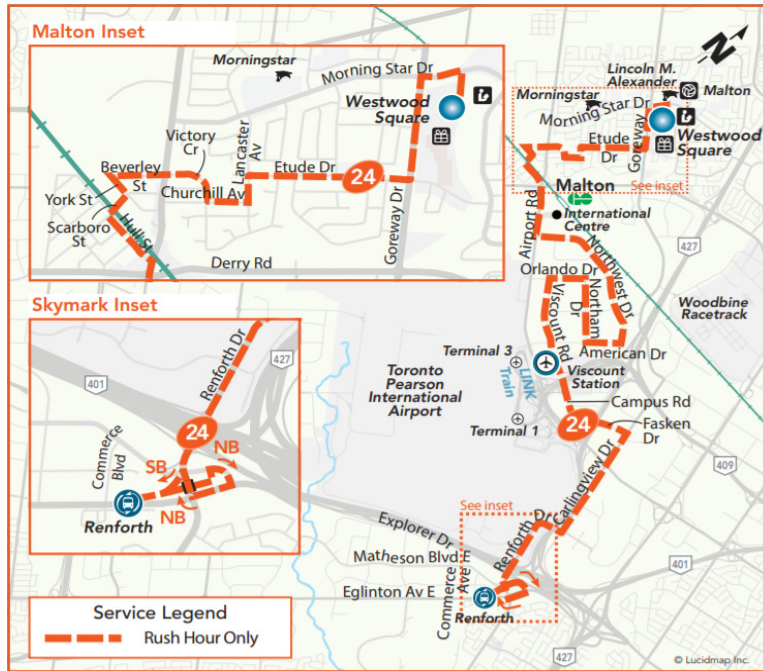 Malton Inset
Morningstar
Morning Star Dr
Westwood
Square
Victory
Cr
Lancaster
Av
Beverley
St
Etude Dr
24
York St
Churchill Av
Scarboro
St
Hull St
Goreway Dr
Derry Rd
N
Lincoln M.
Alexander
Morningstar
Malton
Morning Star Dr
Goreway
Etude
Dr
Westwood
Square
See inset
Malton
GO
International
Centre
Airport Rd
427
Northwest Dr
Orlando Dr
Viscount Rd
Northam
Dr
Woodbine
Racetrack
American Dr
Terminal 3
LINK
Train
Viscount
Station
Toronto
Pearson
International
Airport
Campus Rd
Terminal 1
24
Fasken
Dr
409
Carlingview Dr
See inset
Renforth Dr
Explorer Dr
Matheson Blvd E
Commerce
Ave E
Eglinton Av E
Renforth
401
427
Skymark Inset
Renforth Dr
427
401
24
Commerce
Blvd
SB
NB
NB
Renforth
Service Legend
Rush Hour Only
© Lucidmap Inc.